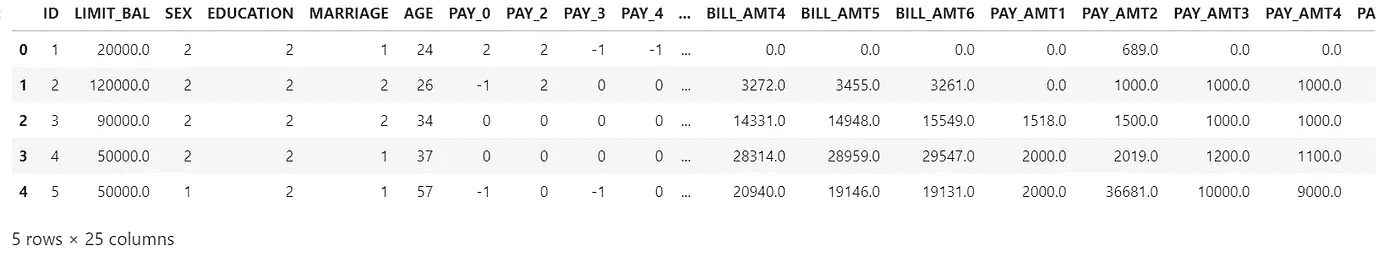 ID LIMIT_BAL SEX EDUCATION MARRIAGE AGE PAY_0 PAY_2 PAY_3 PAY_4 ... BILL_AMT4 BILL_AMT5 BILL_AMT6 PAY_AMT1 PAY_AMT2 PAY_AMT3 PAY_AMT4 PA
0 1 20000.0 2 2 1 24 2 2 -1 -1 ... 0.0 0.0 0.0 0.0 689.0 0.0 0.0
1 2 120000.0 2 2 2 26 -1 2 0 0 ... 3272.0 3455.0 3261.0 0.0 1000.0 1000.0 1000.0
2 3 90000.0 2 2 2 34 0 0 0 0 ... 14331.0 14948.0 15549.0 1518.0 1500.0 1000.0 1000.0
3 4 50000.0 2 2 1 37 0 0 0 0 ... 28314.0 28959.0 29547.0 2000.0 2019.0 1200.0 1100.0
4 5 50000.0 1 2 1 57 -1 0 -1 0 ... 20940.0 19146.0 19131.0 2000.0 36681.0 10000.0 9000.0
5 rows × 25 columns